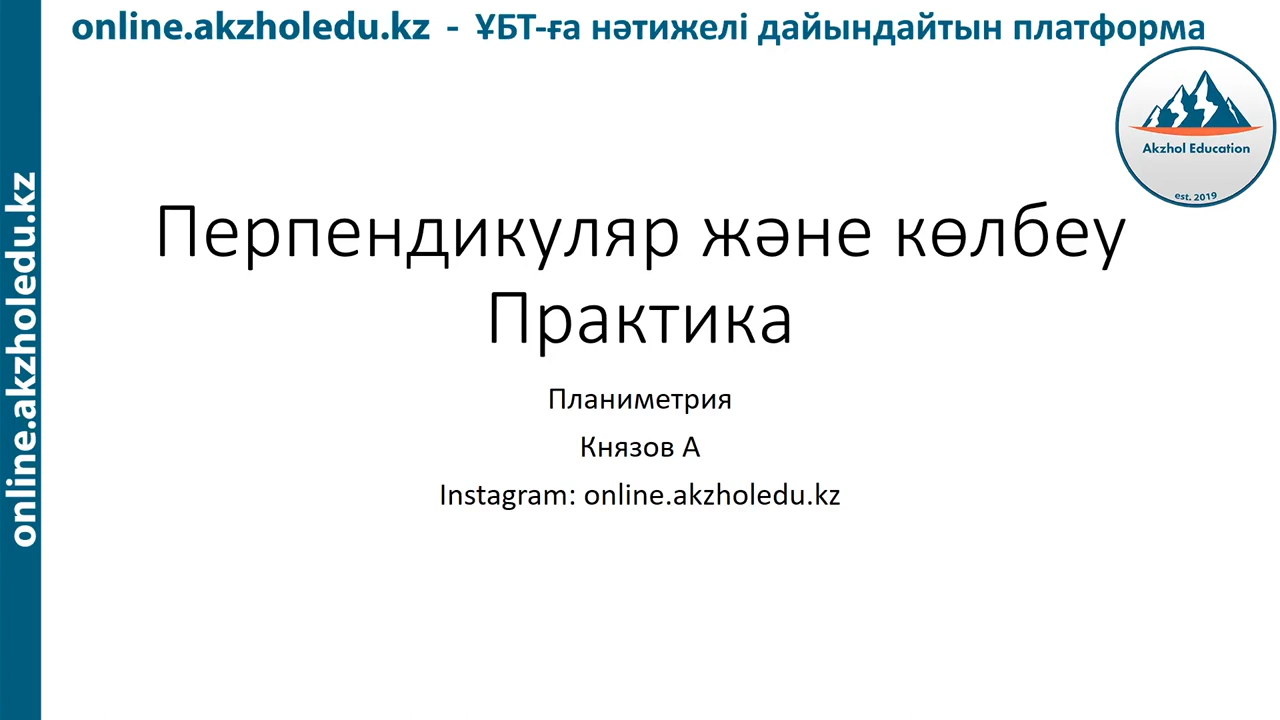 online.akzholedu.kz - ҰБТ-ға нәтижелі дайындайтын платформа
Akzhol Education
est. 2019
online.akzholedu.kz
Перпендикуляр және көлбеу
Практика
Планиметрия
Князов А
Instagram: online.akzholedu.kz